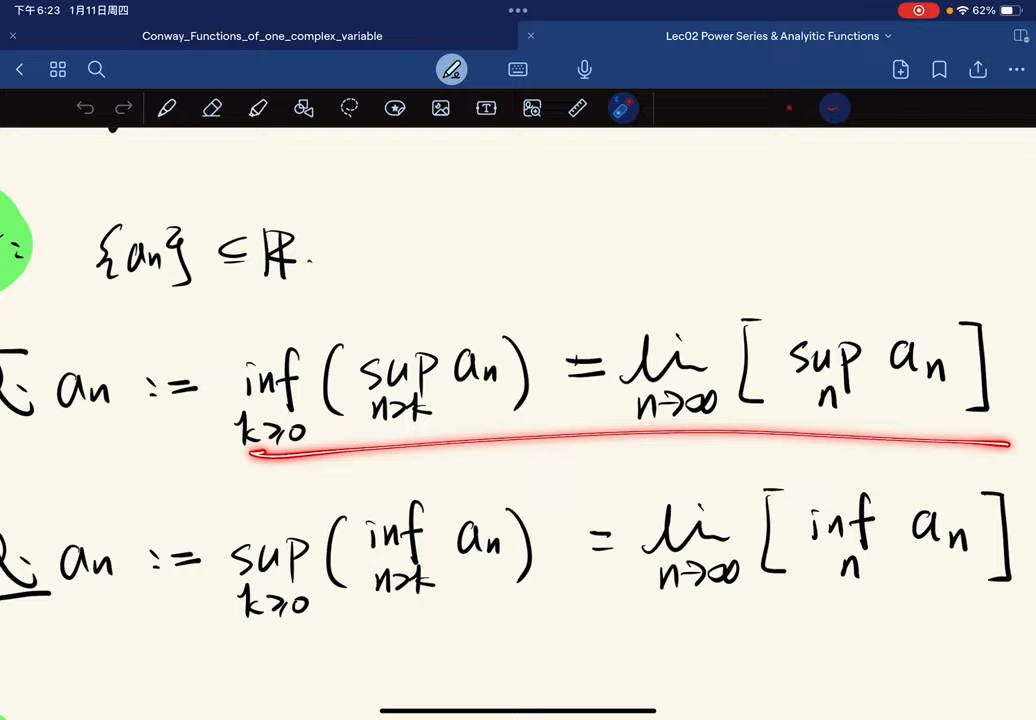 下午6:23 1月11日周四
62%
Conway_Functions_of_one_complex_variable
Lec02 Power Series & Analyitic Functions
{an} ⊆ ℝ.
an := inf k⩾0 ( sup n>k an ) = lim n→∞ [ sup n an ]
an := sup k⩾0 ( inf n>k an ) = lim n→∞ [ inf n an ]